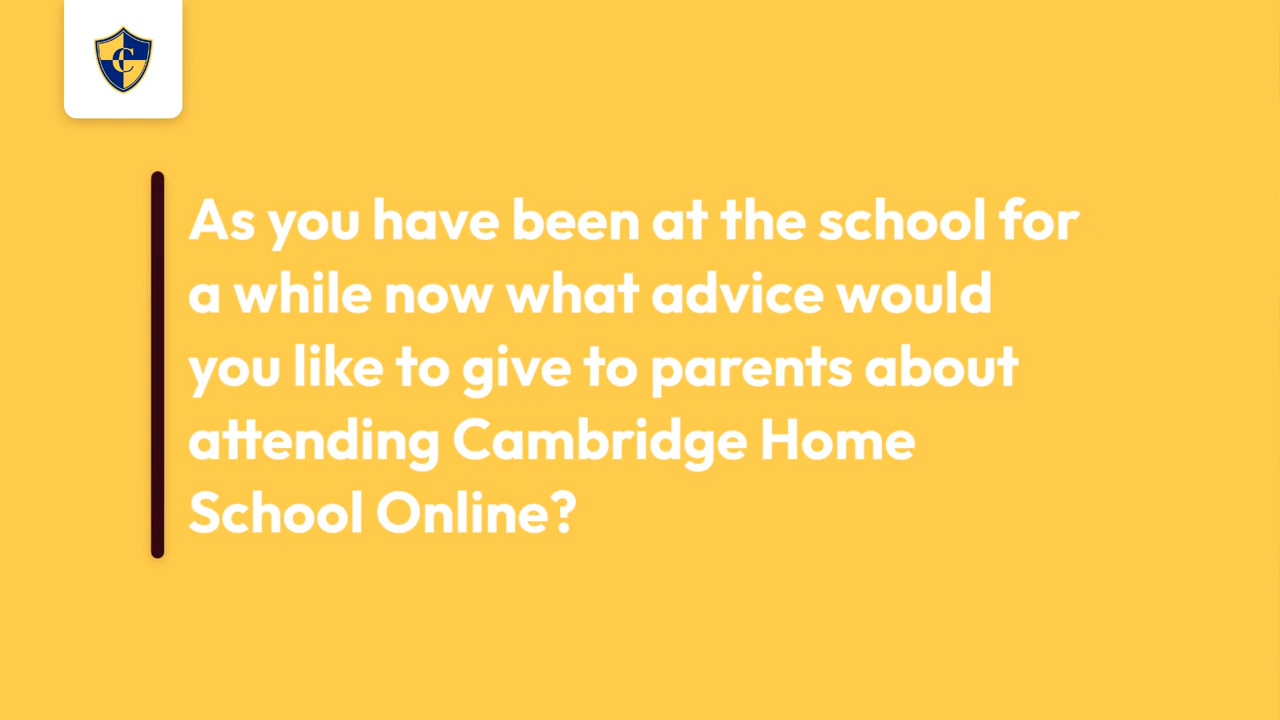 C
As you have been at the school for
a while now what advice would
you like to give to parents about
attending Cambridge Home
School Online?